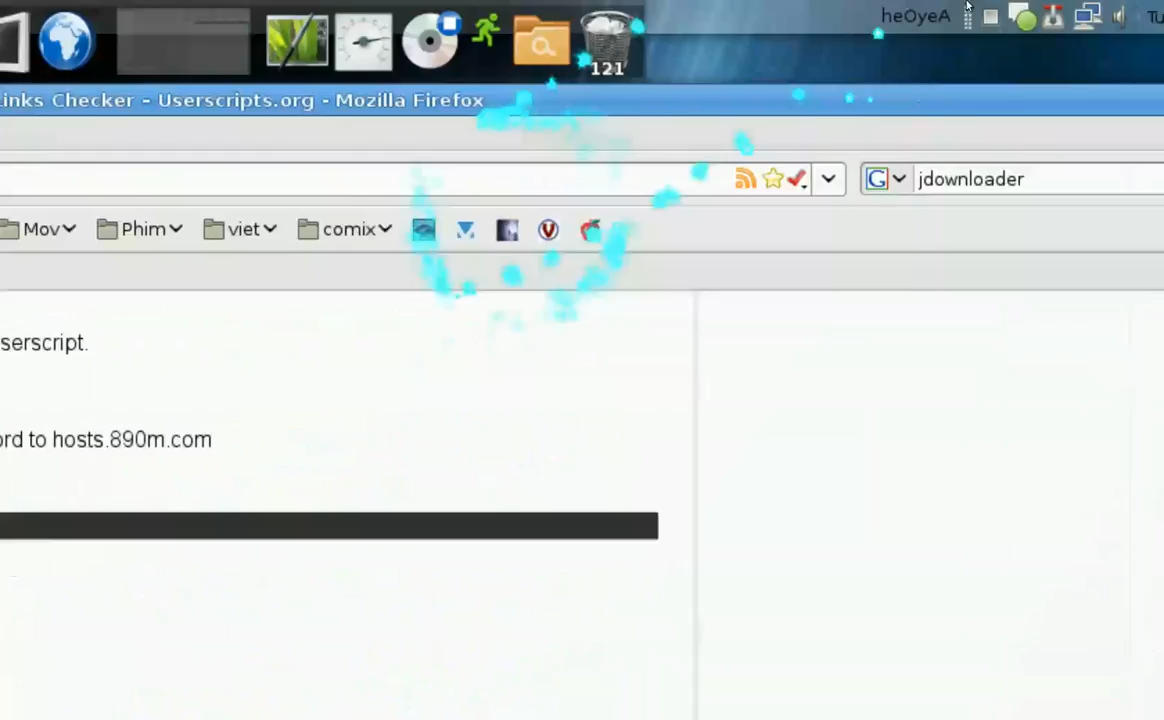 heOyeA
Tu
121
inks Checker - Userscripts.org - Mozilla Firefox
jdownloader
Mov Phim viet comix
serscript.
ord to hosts.890m.com